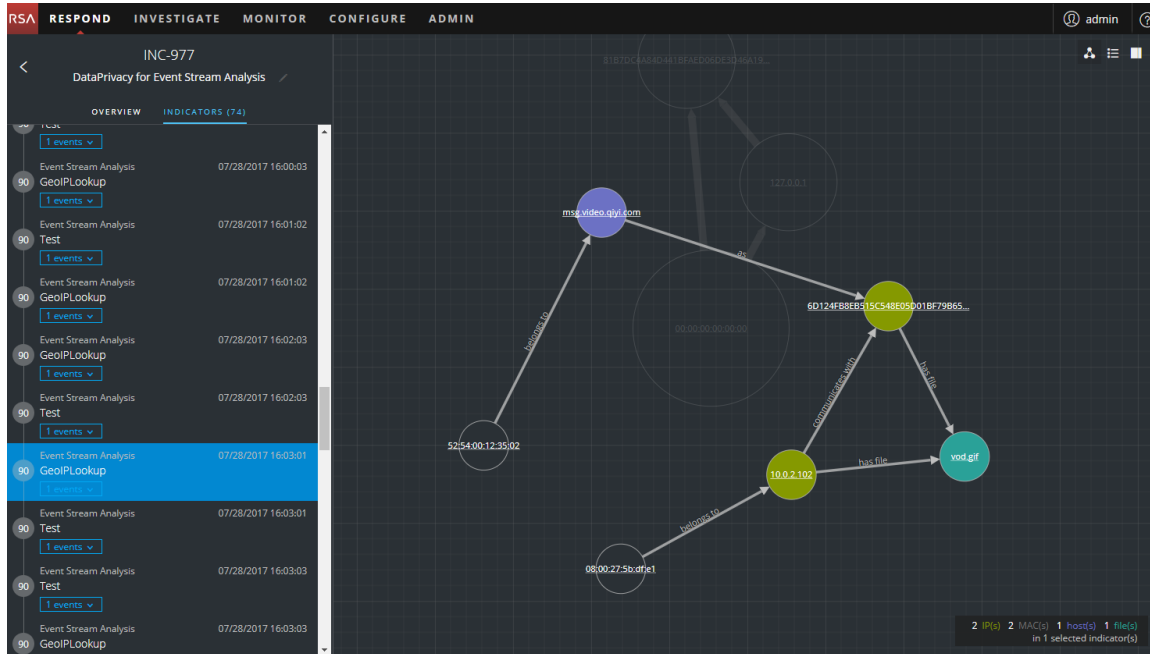 RSA RESPOND INVESTIGATE MONITOR CONFIGURE ADMIN admin ?
INC-977
DataPrivacy for Event Stream Analysis
OVERVIEW INDICATORS (74)
90 Test
1 events
Event Stream Analysis 07/28/2017 16:00:03
90 GeoIPLookup
1 events
Event Stream Analysis 07/28/2017 16:01:02
90 Test
1 events
Event Stream Analysis 07/28/2017 16:01:02
90 GeoIPLookup
1 events
Event Stream Analysis 07/28/2017 16:02:03
90 GeoIPLookup
1 events
Event Stream Analysis 07/28/2017 16:02:03
90 Test
1 events
Event Stream Analysis 07/28/2017 16:03:01
90 GeoIPLookup
1 events
Event Stream Analysis 07/28/2017 16:03:01
90 Test
1 events
Event Stream Analysis 07/28/2017 16:03:03
90 Test
1 events
Event Stream Analysis 07/28/2017 16:03:03
90 GeoIPLookup
127.0.0.1
msg.video.qiyi.com
as
6D124FB8EB515C548E05D01BF79B65...
00:00:00:00:00:00
belongs to
has file
communicates with
52:54:00:12:35:02
vod.gif
has file
10.0.2.102
belongs to
08:00:27:5b:df:e1
2 IP(s) 2 MAC(s) 1 host(s) 1 file(s)
in 1 selected indicator(s)